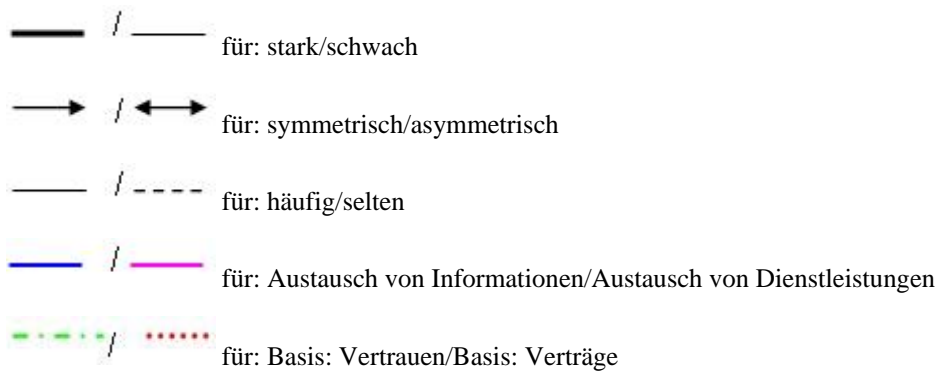 / für: stark/schwach
/ für: symmetrisch/asymmetrisch
/ für: häufig/selten
/ für: Austausch von Informationen/Austausch von Dienstleistungen
/ für: Basis: Vertrauen/Basis: Verträge